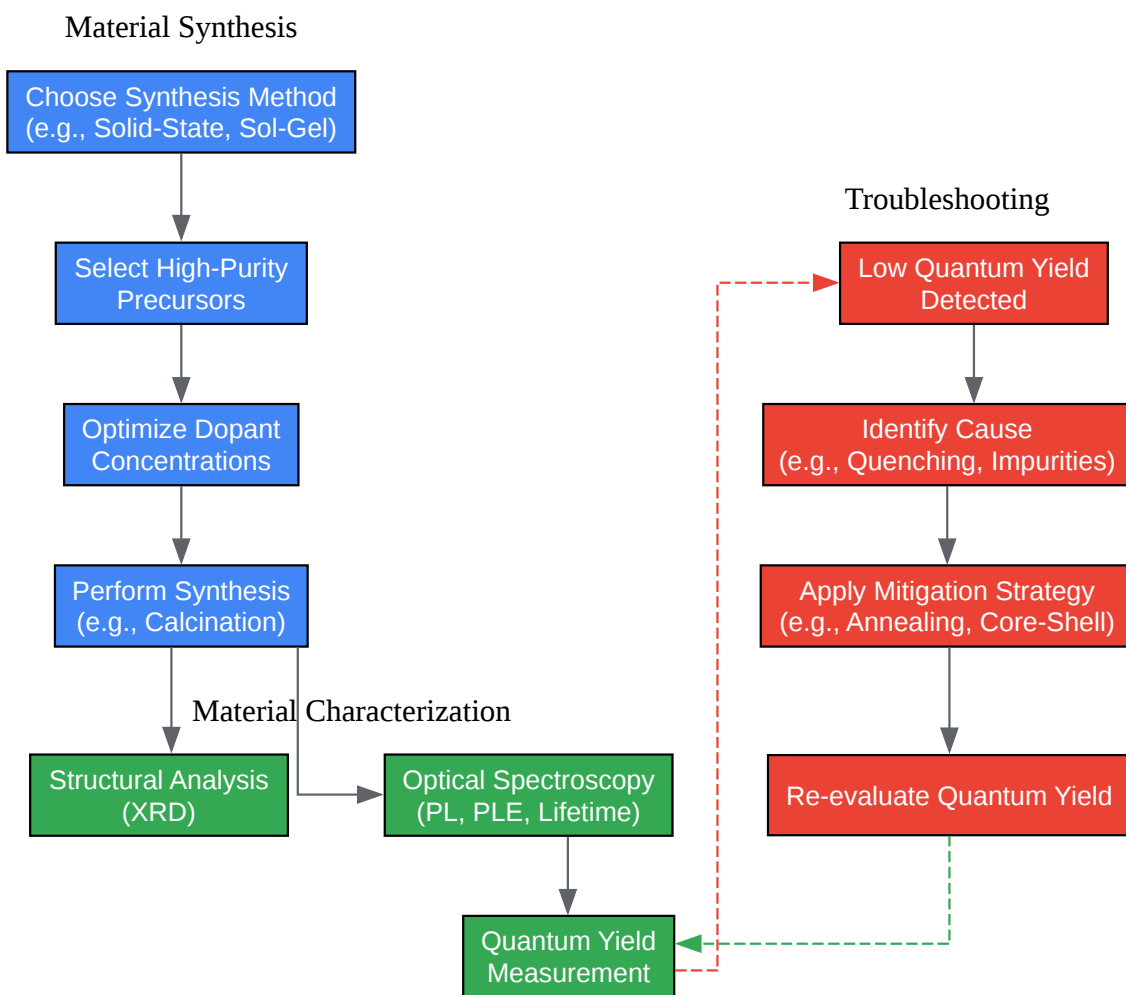 Material Synthesis
Choose Synthesis Method
(e.g., Solid-State, Sol-Gel)
Select High-Purity
Precursors
Optimize Dopant
Concentrations
Perform Synthesis
(e.g., Calcination)
Material Characterization
Structural Analysis
(XRD)
Optical Spectroscopy
(PL, PLE, Lifetime)
Quantum Yield
Measurement
Troubleshooting
Low Quantum Yield
Detected
Identify Cause
(e.g., Quenching, Impurities)
Apply Mitigation Strategy
(e.g., Annealing, Core-Shell)
Re-evaluate Quantum Yield